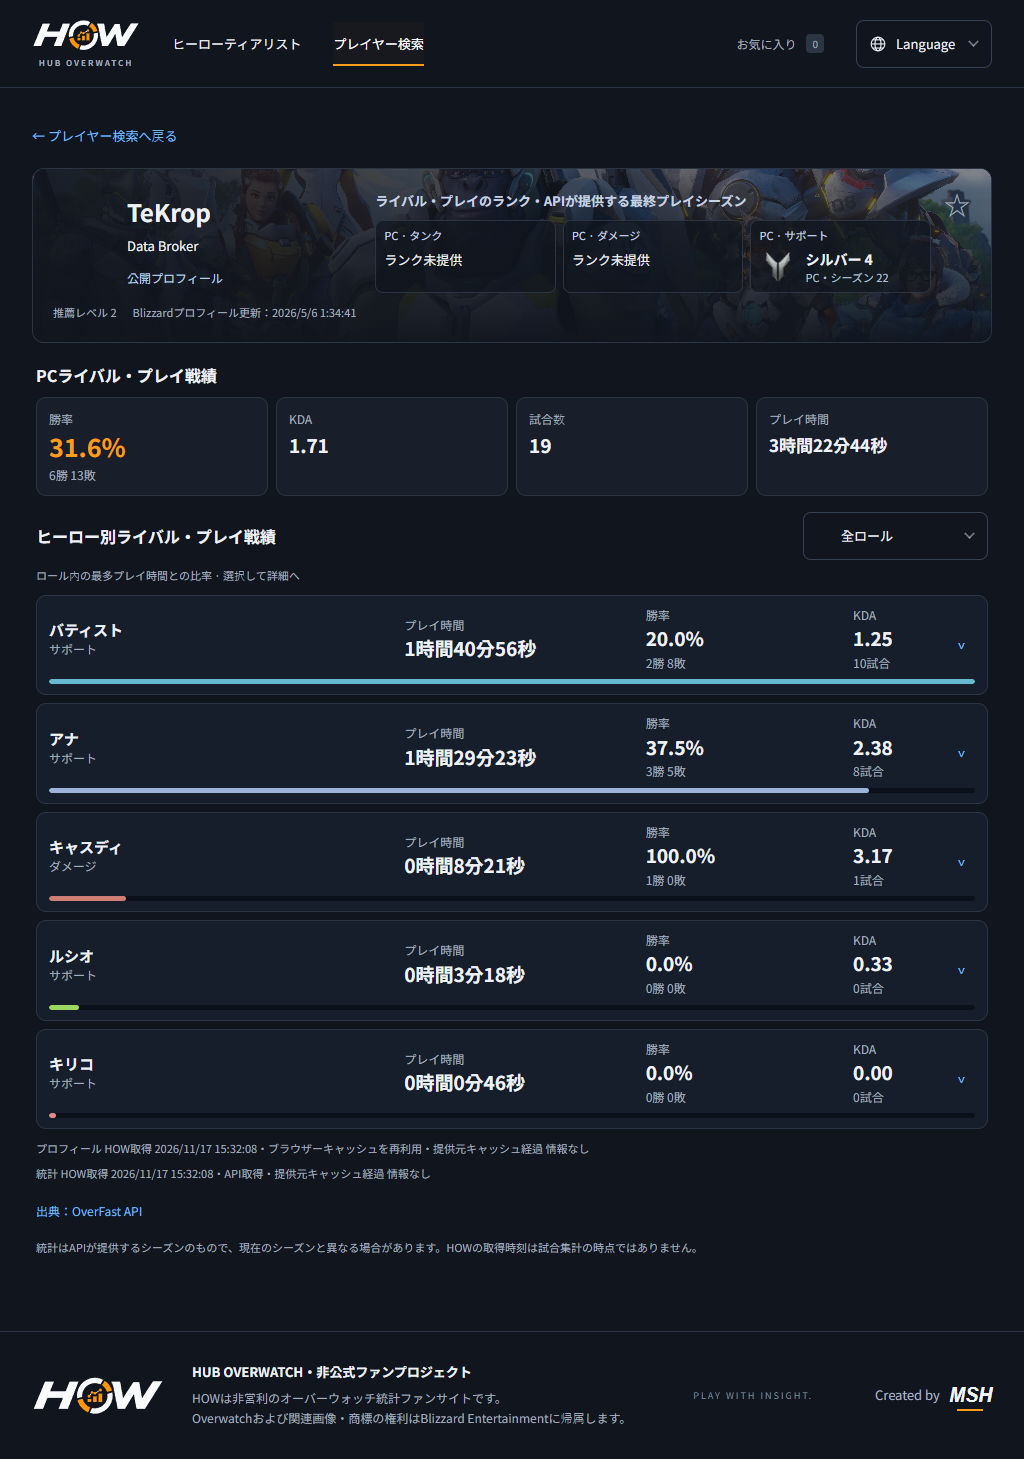 HOW
HUB OVERWATCH
ヒーローティアリスト
プレイヤー検索
お気に入り 0
Language
← プレイヤー検索へ戻る
TeKrop
Data Broker
公開プロフィール
推薦レベル 2 Blizzardプロフィール更新：2026/5/6 1:34:41
ライバル・プレイのランク・APIが提供する最終プレイシーズン
PC · タンク
ランク未提供
PC · ダメージ
ランク未提供
PC · サポート
シルバー 4
PC · シーズン 22
PCライバル・プレイ戦績
勝率
31.6%
6勝 13敗
KDA
1.71
試合数
19
プレイ時間
3時間22分44秒
ヒーロー別ライバル・プレイ戦績
全ロール
ロール内の最多プレイ時間との比率 · 選択して詳細へ
バティスト
サポート
プレイ時間
1時間40分56秒
勝率
20.0%
2勝 8敗
KDA
1.25
10試合
v
アナ
サポート
プレイ時間
1時間29分23秒
勝率
37.5%
3勝 5敗
KDA
2.38
8試合
v
キャスディ
ダメージ
プレイ時間
0時間8分21秒
勝率
100.0%
1勝 0敗
KDA
3.17
1試合
v
ルシオ
サポート
プレイ時間
0時間3分18秒
勝率
0.0%
0勝 0敗
KDA
0.33
0試合
v
キリコ
サポート
プレイ時間
0時間0分46秒
勝率
0.0%
0勝 0敗
KDA
0.00
0試合
v
プロフィール HOW取得 2026/11/17 15:32:08・ブラウザーキャッシュを再利用・提供元キャッシュ経過 情報なし
統計 HOW取得 2026/11/17 15:32:08・API取得・提供元キャッシュ経過 情報なし
出典：OverFast API
統計はAPIが提供するシーズンのもので、現在のシーズンと異なる場合があります。HOWの取得時刻は試合集計の時点ではありません。
HOW
HUB OVERWATCH・非公式ファンプロジェクト
HOWは非営利のオーバーウォッチ統計ファンサイトです。
Overwatchおよび関連画像・商標の権利はBlizzard Entertainmentに帰属します。
PLAY WITH INSIGHT.
Created by MSH